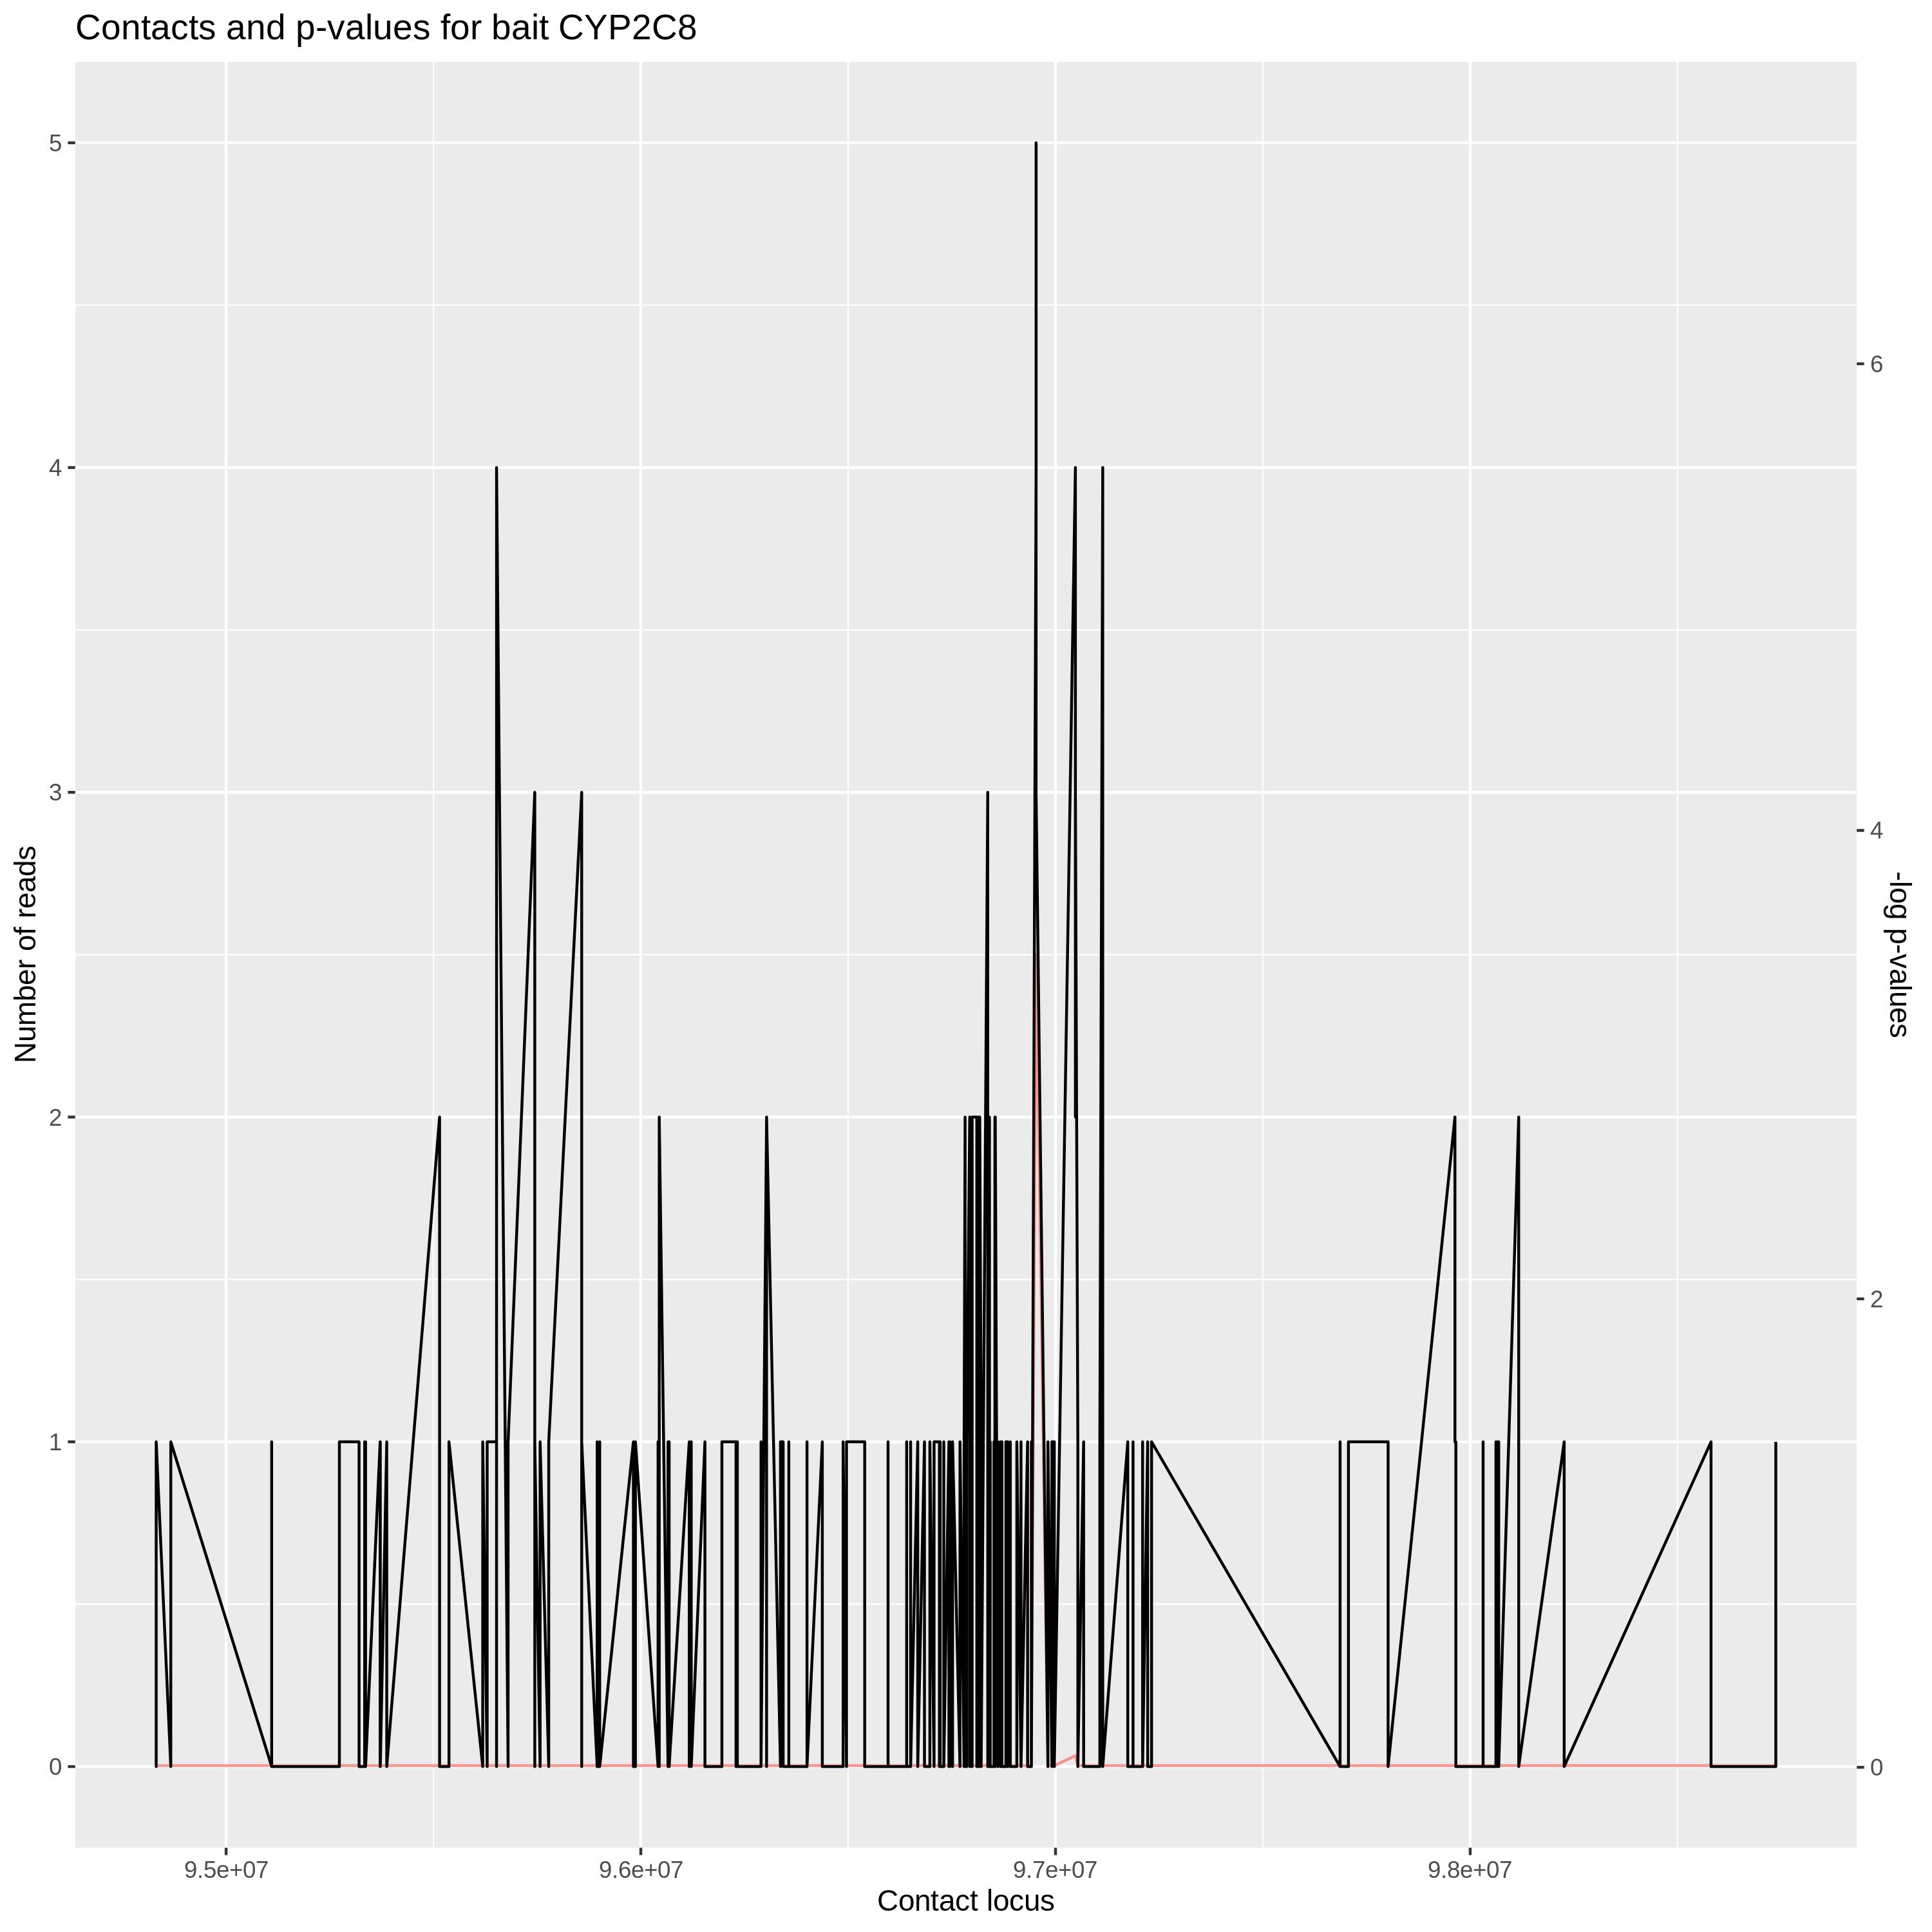 Contacts and p-values for bait CYP2C8
5
4
3
2
1
0
Number of reads
6
4
2
0
-log p-values
9.5e+07 9.6e+07 9.7e+07 9.8e+07
Contact locus